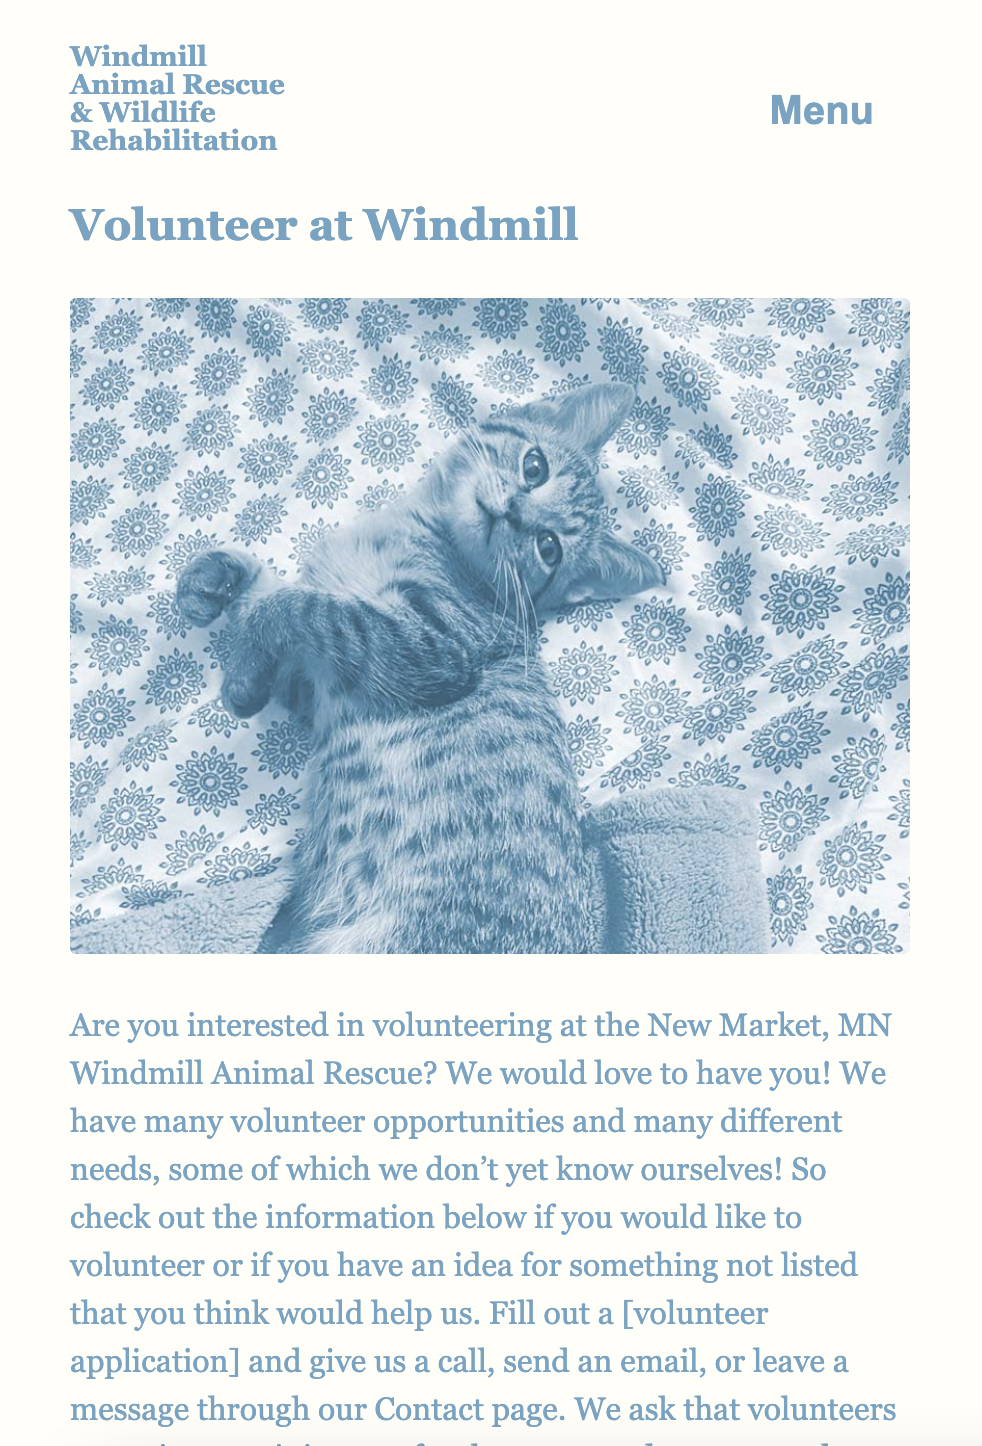 Windmill
Animal Rescue
& Wildlife
Rehabilitation
Menu
Volunteer at Windmill
Are you interested in volunteering at the New Market, MN
Windmill Animal Rescue? We would love to have you! We
have many volunteer opportunities and many different
needs, some of which we don’t yet know ourselves! So
check out the information below if you would like to
volunteer or if you have an idea for something not listed
that you think would help us. Fill out a [volunteer
application] and give us a call, send an email, or leave a
message through our Contact page. We ask that volunteers